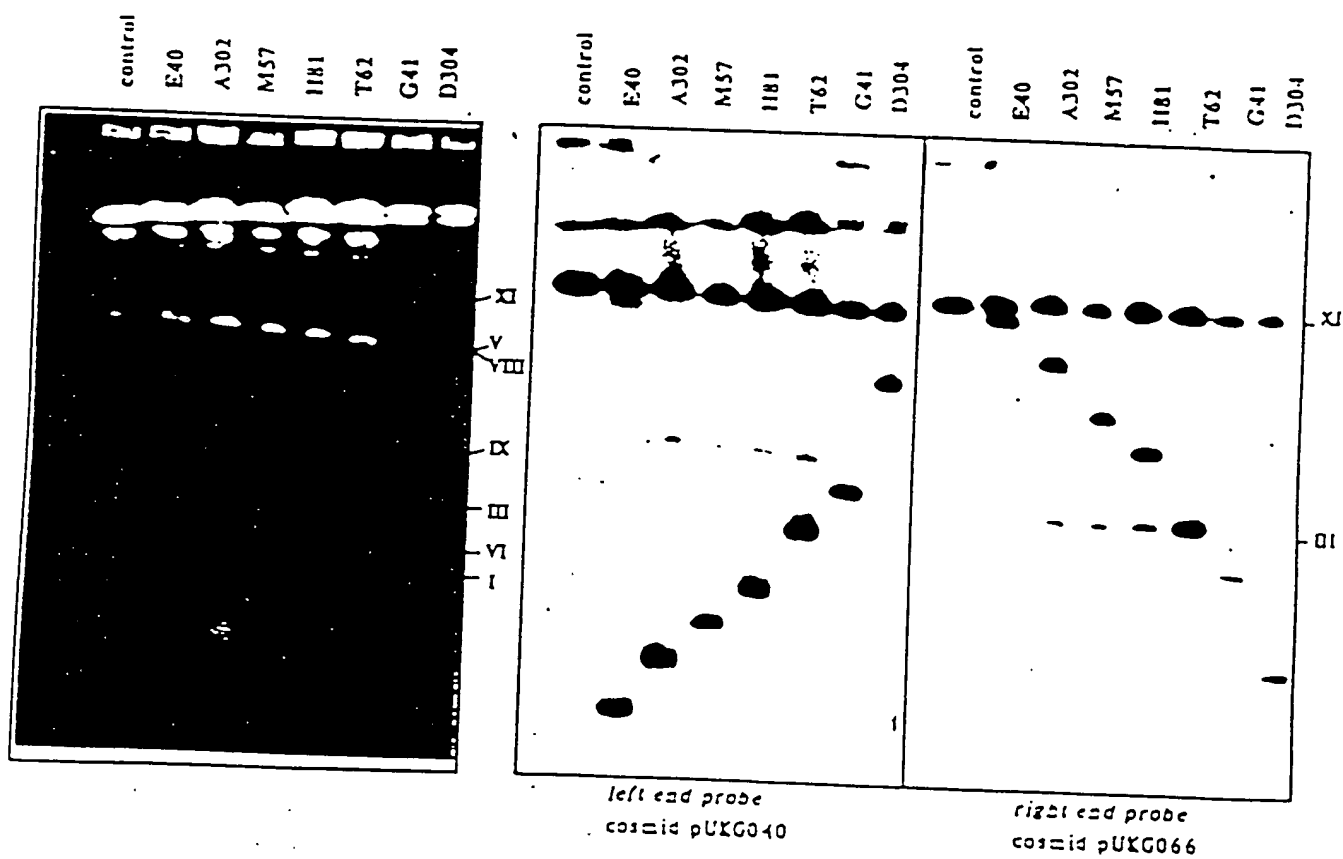 control E40 A302 M57 H81 T62 G41 D304
control E40 A302 M57 H81 T62 G41 D304
control E40 A302 M57 H81 T62 G41 D304
XI
V
VIII
IX
III
VI
I
XI
III
left end probe
cosmid pUKG040
right end probe
cosmid pUKG066